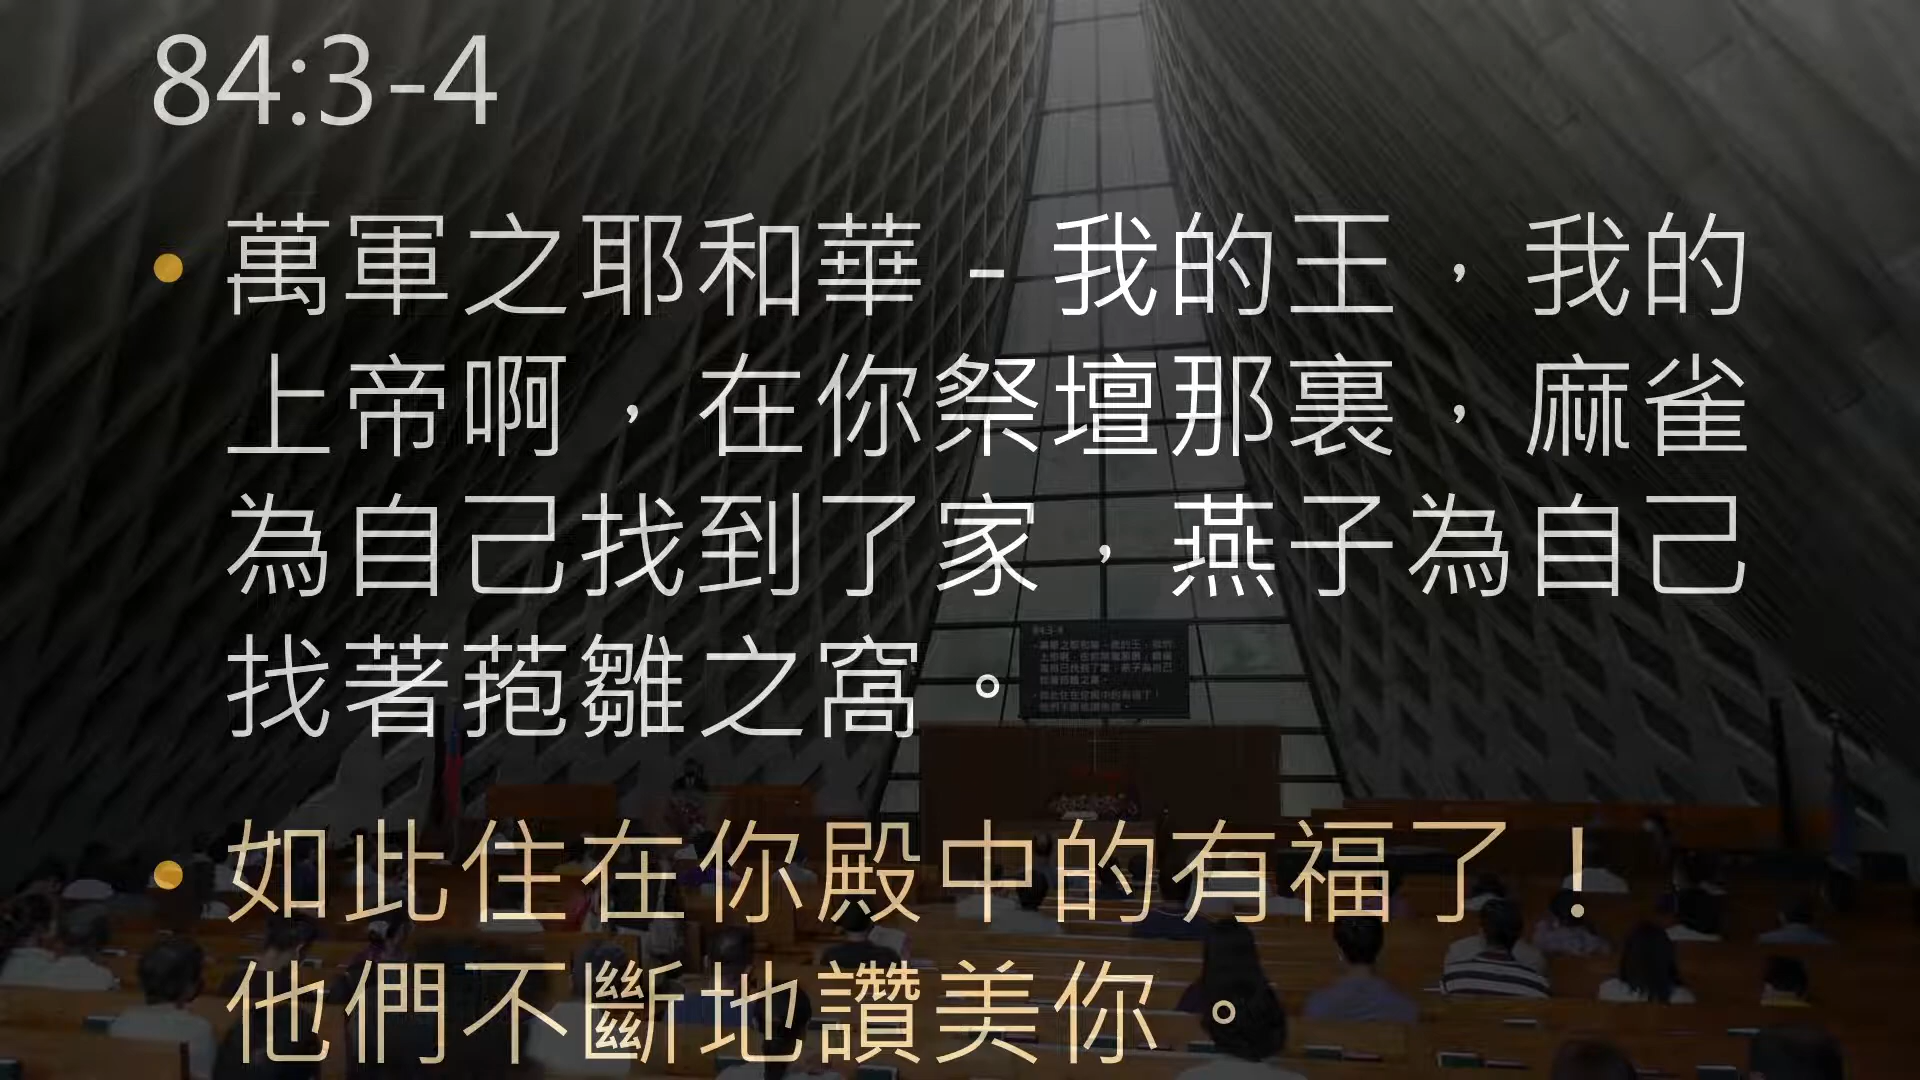 84:3-4
• 萬軍之耶和華 - 我的王，我的
上帝啊，在你祭壇那裏，麻雀
為自己找到了家，燕子為自己
找著菢雛之窩。
• 如此住在你殿中的有福了！
他們不斷地讚美你。